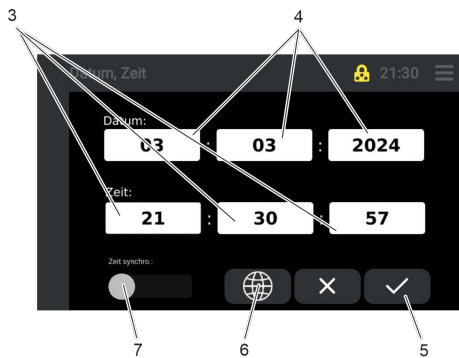 3 4
Datum, Zeit 21:30
Datum:
03 : 03 : 2024
Zeit:
21 : 30 : 57
Zeit synchro.:
7 6 5